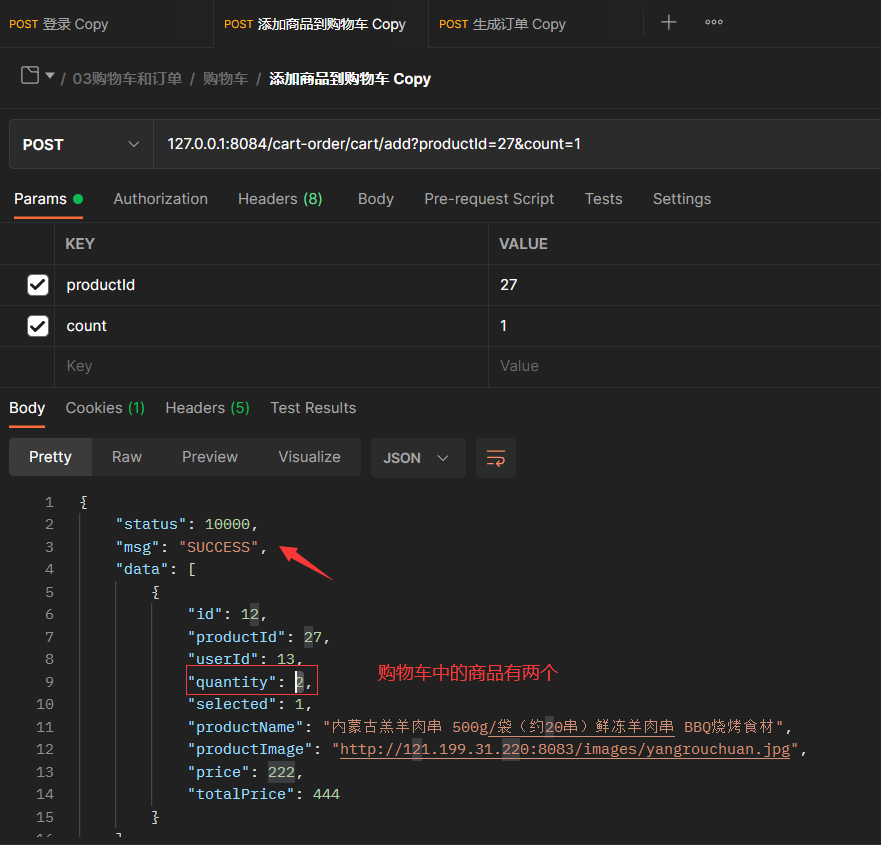 POST 登录 Copy POST 添加商品到购物车 Copy POST 生成订单 Copy
/ 03购物车和订单 / 购物车 / 添加商品到购物车 Copy
POST 127.0.0.1:8084/cart-order/cart/add?productId=27&count=1
Params Authorization Headers (8) Body Pre-request Script Tests Settings
KEY VALUE
productId 27
count 1
Key Value
Body Cookies (1) Headers (5) Test Results
Pretty Raw Preview Visualize JSON
1 {
2 "status": 10000,
3 "msg": "SUCCESS",
4 "data": [
5 {
6 "id": 12,
7 "productId": 27,
8 "userId": 13,
购物车中的商品有两个
9 "quantity": 2,
10 "selected": 1,
11 "productName": "内蒙古羔羊肉串 500g/袋（约20串）鲜冻羊肉串 BBQ烧烤食材",
12 "productImage": "http://121.199.31.220:8083/images/yangrouchuan.jpg",
13 "price": 222,
14 "totalPrice": 444
15 }